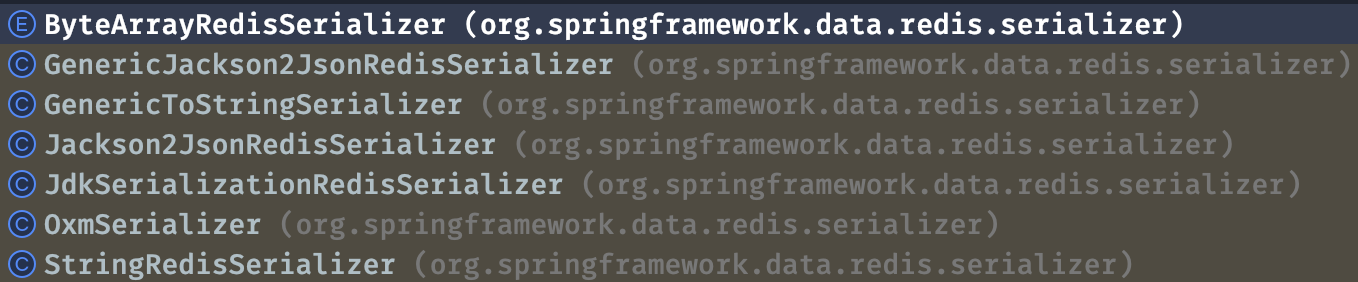 E ByteArrayRedisSerializer (org.springframework.data.redis.serializer)
C GenericJackson2JsonRedisSerializer (org.springframework.data.redis.serializer)
C GenericToStringSerializer (org.springframework.data.redis.serializer)
C Jackson2JsonRedisSerializer (org.springframework.data.redis.serializer)
C JdkSerializationRedisSerializer (org.springframework.data.redis.serializer)
C OxmSerializer (org.springframework.data.redis.serializer)
C StringRedisSerializer (org.springframework.data.redis.serializer)